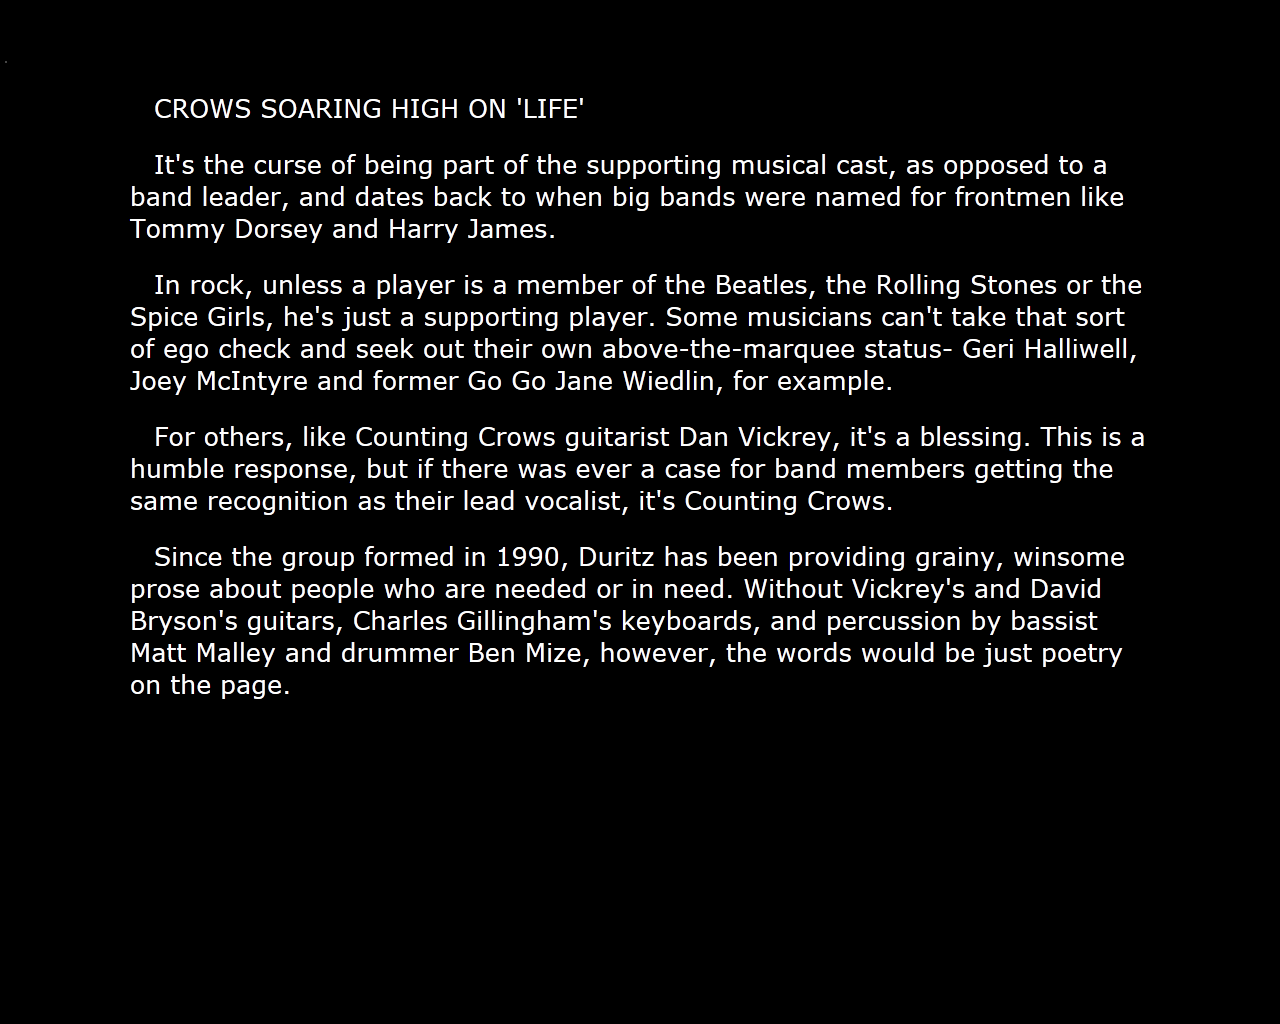 CROWS SOARING HIGH ON 'LIFE'
It's the curse of being part of the supporting musical cast, as opposed to a
band leader, and dates back to when big bands were named for frontmen like
Tommy Dorsey and Harry James.
In rock, unless a player is a member of the Beatles, the Rolling Stones or the
Spice Girls, he's just a supporting player. Some musicians can't take that sort
of ego check and seek out their own above-the-marquee status- Geri Halliwell,
Joey McIntyre and former Go Go Jane Wiedlin, for example.
For others, like Counting Crows guitarist Dan Vickrey, it's a blessing. This is a
humble response, but if there was ever a case for band members getting the
same recognition as their lead vocalist, it's Counting Crows.
Since the group formed in 1990, Duritz has been providing grainy, winsome
prose about people who are needed or in need. Without Vickrey's and David
Bryson's guitars, Charles Gillingham's keyboards, and percussion by bassist
Matt Malley and drummer Ben Mize, however, the words would be just poetry
on the page.